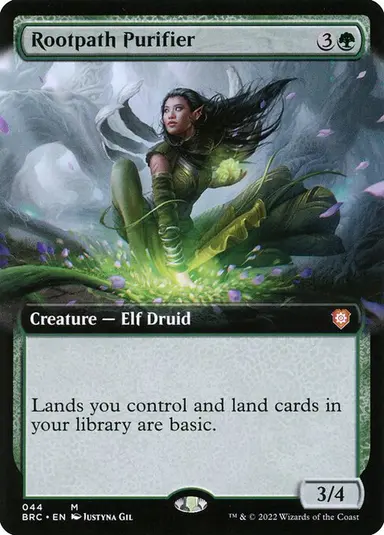 Rootpath Purifier 3
Creature — Elf Druid
Lands you control and land cards in
your library are basic.
3/4
044 M
BRC • EN Justyna Gil
™ & © 2022 Wizards of the Coast